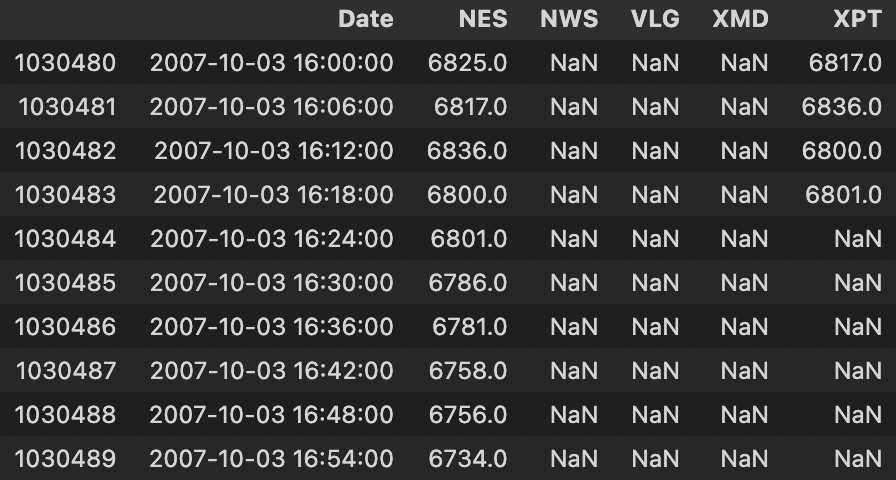 Date NES NWS VLG XMD XPT
1030480 2007-10-03 16:00:00 6825.0 NaN NaN NaN 6817.0
1030481 2007-10-03 16:06:00 6817.0 NaN NaN NaN 6836.0
1030482 2007-10-03 16:12:00 6836.0 NaN NaN NaN 6800.0
1030483 2007-10-03 16:18:00 6800.0 NaN NaN NaN 6801.0
1030484 2007-10-03 16:24:00 6801.0 NaN NaN NaN NaN
1030485 2007-10-03 16:30:00 6786.0 NaN NaN NaN NaN
1030486 2007-10-03 16:36:00 6781.0 NaN NaN NaN NaN
1030487 2007-10-03 16:42:00 6758.0 NaN NaN NaN NaN
1030488 2007-10-03 16:48:00 6756.0 NaN NaN NaN NaN
1030489 2007-10-03 16:54:00 6734.0 NaN NaN NaN NaN